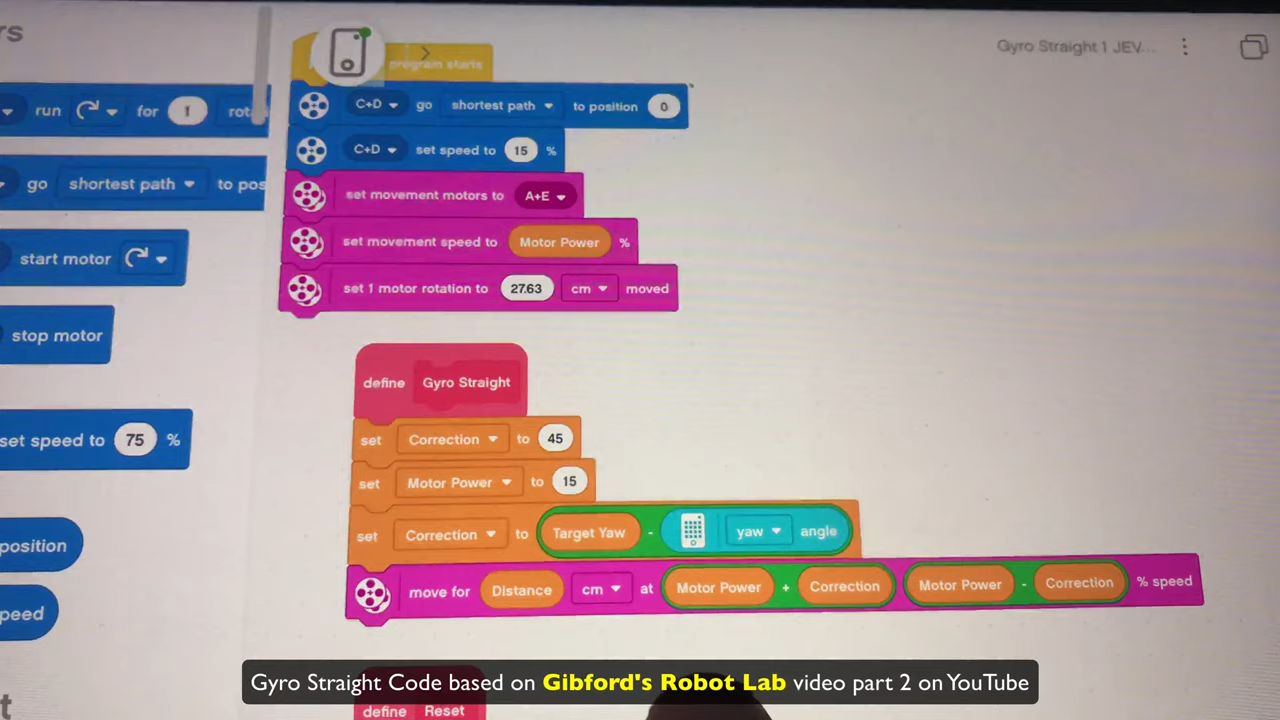 rs
program starts
Gyro Straight 1 JEV...
run for 1
C+D go shortest path to position 0
C+D set speed to 15 %
go shortest path to pos
set movement motors to A+E
start motor
set movement speed to Motor Power %
set 1 motor rotation to 27.63 cm moved
stop motor
define Gyro Straight
set speed to 75 %
set Correction to 45
set Motor Power to 15
set Correction to Target Yaw - yaw angle
position
move for Distance cm at Motor Power + Correction Motor Power - Correction % speed
peed
t
define Reset
Gyro Straight Code based on Gibford's Robot Lab video part 2 on YouTube